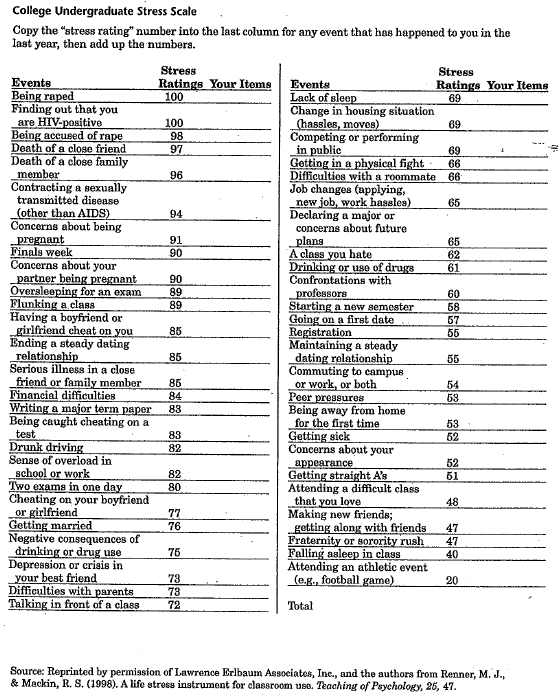 College Undergraduate Stress Scale
Copy the "stress rating" number into the last column for any event that has happened to you in the
last year, then add up the numbers.
Stress
Events Ratings Your Items
Being raped 100
Finding out that you
are HIV-positive 100
Being accused of rape 98
Death of a close friend 97
Death of a close family
member 96
Contracting a sexually
transmitted disease
(other than AIDS) 94
Concerns about being
pregnant 91
Finals week 90
Concerns about your
partner being pregnant 90
Oversleeping for an exam 89
Flunking a class 89
Having a boyfriend or
girlfriend cheat on you 85
Ending a steady dating
relationship 85
Serious illness in a close
friend or family member 85
Financial difficulties 84
Writing a major term paper 83
Being caught cheating on a
test 83
Drunk driving 82
Sense of overload in
school or work 82
Two exams in one day 80
Cheating on your boyfriend
or girlfriend 77
Getting married 76
Negative consequences of
drinking or drug use 75
Depression or crisis in
your best friend 73
Difficulties with parents 73
Talking in front of a class 72
Stress
Events Ratings Your Items
Lack of sleep 69
Change in housing situation
(hassles, moves) 69
Competing or performing
in public 69
Getting in a physical fight 66
Difficulties with a roommate 66
Job changes (applying,
new job, work hassles) 65
Declaring a major or
concerns about future
plans 65
A class you hate 62
Drinking or use of drugs 61
Confrontations with
professors 60
Starting a new semester 58
Going on a first date 57
Registration 55
Maintaining a steady
dating relationship 55
Commuting to campus
or work, or both 54
Peer pressures 53
Being away from home
for the first time 53
Getting sick 52
Concerns about your
appearance 52
Getting straight A's 51
Attending a difficult class
that you love 48
Making new friends;
getting along with friends 47
Fraternity or sorority rush 47
Falling asleep in class 40
Attending an athletic event
(e.g., football game) 20
Total
Source: Reprinted by permission of Lawrence Erlbaum Associates, Inc., and the authors from Renner, M. J.,
& Mackin, R. S. (1998). A life stress instrument for classroom use. Teaching of Psychology, 25, 47.